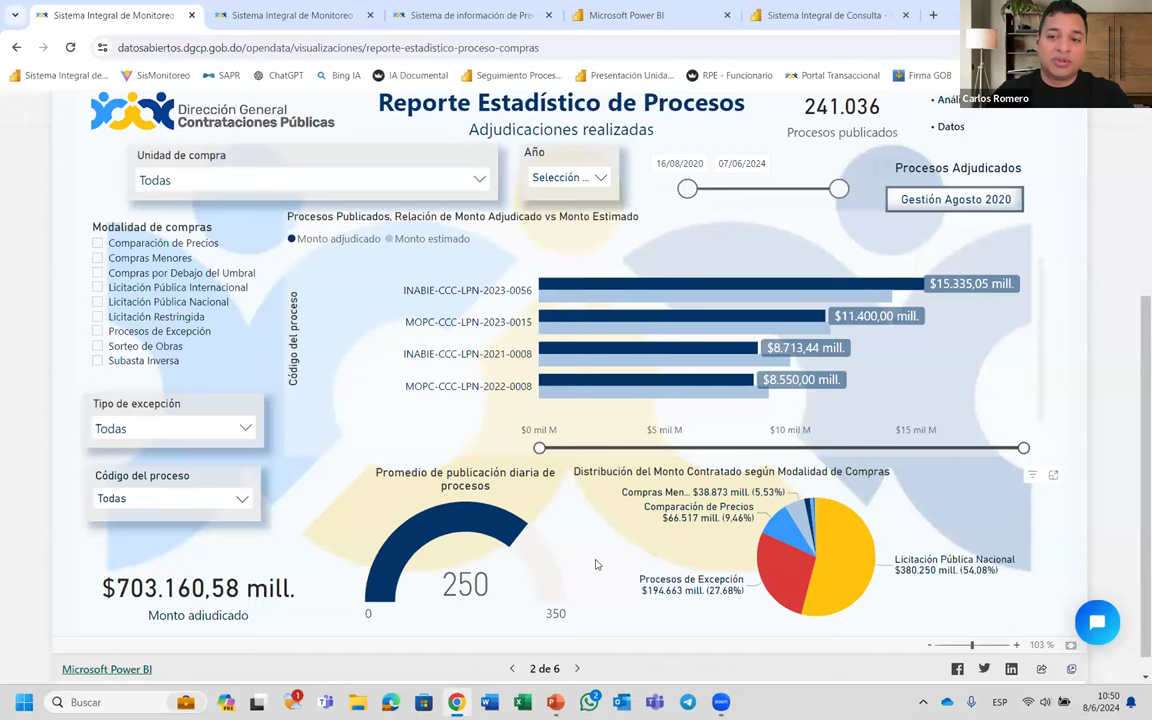 Sistema Integral de Monitoreo
Sistema Integral de Monitoreo
Sistema de información de Pre
Microsoft Power BI
Sistema Integral de Consulta -
datosabiertos.dgcp.gob.do/opendata/visualizaciones/reporte-estadistico-proceso-compras
Sistema Integral de...
SisMonitoreo
SAPR
ChatGPT
Bing IA
IA Documental
Seguimiento Proces...
Presentación Unida...
RPE - Funcionario
Portal Transaccional
Firma GOB
Carlos Romero
Dirección General
Contrataciones Públicas
Reporte Estadístico de Procesos
Adjudicaciones realizadas
241.036
Procesos publicados
• Datos
Unidad de compra
Todas
Año
Selección ...
16/08/2020
07/06/2024
Procesos Adjudicados
Gestión Agosto 2020
Modalidad de compras
Comparación de Precios
Compras Menores
Compras por Debajo del Umbral
Licitación Pública Internacional
Licitación Pública Nacional
Licitación Restringida
Procesos de Excepción
Sorteo de Obras
Subasta Inversa
Procesos Publicados, Relación de Monto Adjudicado vs Monto Estimado
Monto adjudicado
Monto estimado
Código del proceso
INABIE-CCC-LPN-2023-0056
$15.335,05 mill.
MOPC-CCC-LPN-2023-0015
$11.400,00 mill.
INABIE-CCC-LPN-2021-0008
$8.713,44 mill.
MOPC-CCC-LPN-2022-0008
$8.550,00 mill.
$0 mil M
$5 mil M
$10 mil M
$15 mil M
Tipo de excepción
Todas
Código del proceso
Todas
$703.160,58 mill.
Monto adjudicado
Promedio de publicación diaria de
procesos
250
0
350
Distribución del Monto Contratado según Modalidad de Compras
Compras Men... $38.873 mill. (5,53%)
Comparación de Precios
$66.517 mill. (9,46%)
Procesos de Excepción
$194.663 mill. (27,68%)
Licitación Pública Nacional
$380.250 mill. (54,08%)
- + 103 %
Microsoft Power BI
2 de 6
Buscar
1
2
ESP
10:50
8/6/2024